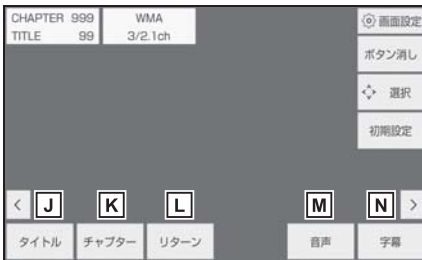 CHAPTER 999
TITLE 99
WMA
3/2.1ch
画面設定
ボタン消し
選択
初期設定
< J K L M N >
タイトル チャプター リターン 音声 字幕